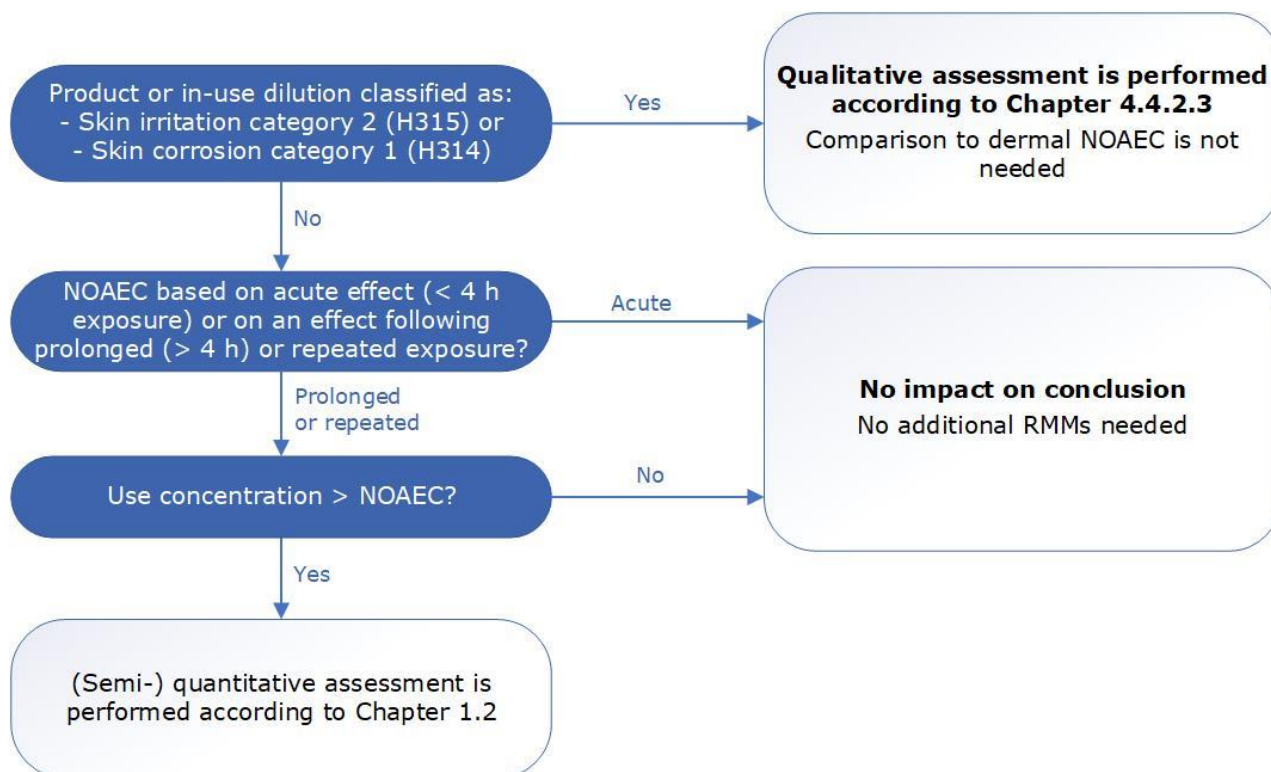 Product or in-use dilution classified as:
- Skin irritation category 2 (H315) or
- Skin corrosion category 1 (H314)
Yes
Qualitative assessment is performed
according to Chapter 4.4.2.3
Comparison to dermal NOAEC is not
needed
No
NOAEC based on acute effect (< 4 h
exposure) or on an effect following
prolonged (> 4 h) or repeated exposure?
Acute
No impact on conclusion
No additional RMMs needed
Prolonged
or repeated
Use concentration > NOAEC?
No
Yes
(Semi-) quantitative assessment is
performed according to Chapter 1.2